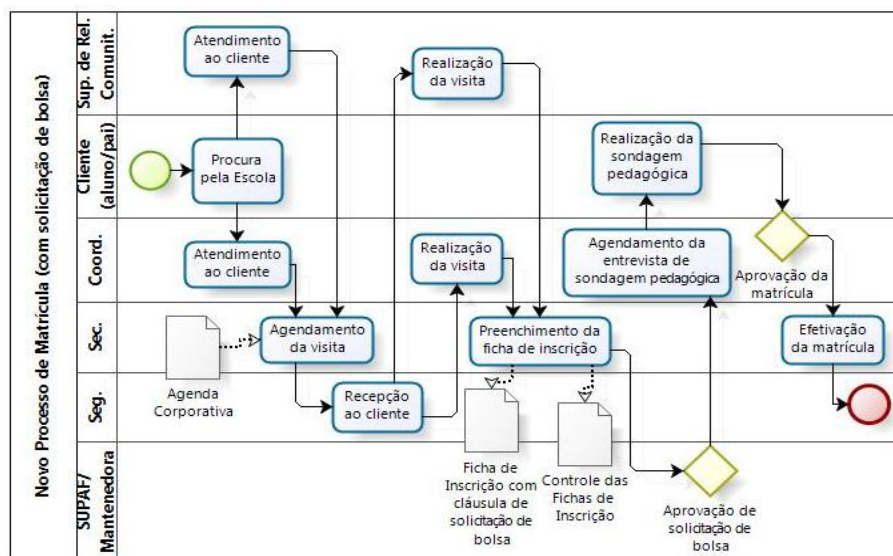 Novo Processo de Matrícula (com solicitação de bolsa)
Sup. de Rel.
Comunit.
Atendimento
ao cliente
Realização
da visita
Cliente
(aluno/pai)
Procura
pela Escola
Realização da
sondagem
pedagógica
Coord.
Atendimento
ao cliente
Realização
da visita
Agendamento da
entrevista de
sondagem pedagógica
Aprovação da
matrícula
Sec.
Agendamento
da visita
Preenchimento da
ficha de inscrição
Efetivação
da matrícula
Agenda
Corporativa
Seg.
Recepção
ao cliente
SUPAF/
Mantenedora
Ficha de
Inscrição com
cláusula de
solicitação de
bolsa
Controle das
Fichas de
Inscrição
Aprovação de
solicitação de
bolsa